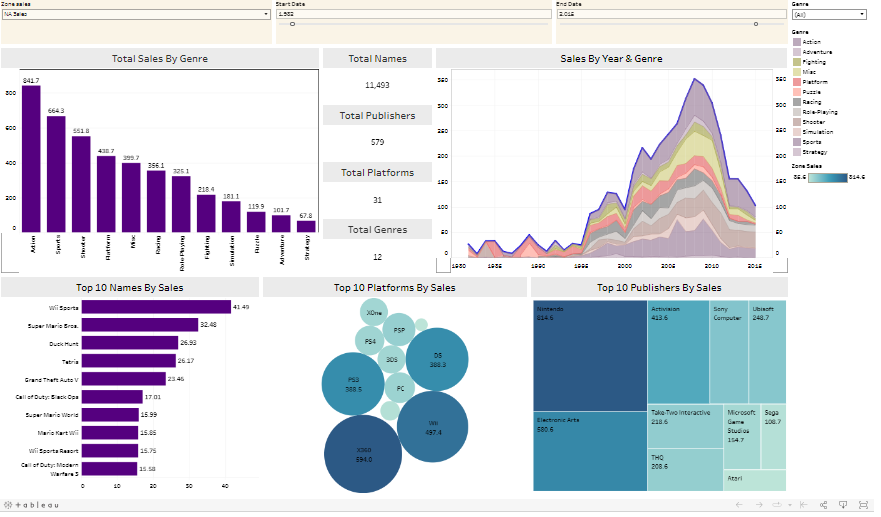 Zone sales
NA Sales
Start Date
1,982
End Date
2,016
Genre
(All)
Genre
Action
Adventure
Fighting
Misc
Platform
Puzzle
Racing
Role-Playing
Shooter
Simulation
Sports
Strategy
Zone Sales
814.6
Total Sales By Genre
800
600
400
200
0
841.7
664.3
551.8
438.7
399.7
356.1
325.1
218.4
181.1
119.9
101.7
67.8
Action
Sports
Shooter
Platform
Misc
Racing
Role-Playing
Fighting
Simulation
Puzzle
Adventure
Strategy
Total Names
11,493
Total Publishers
579
Total Platforms
31
Total Genres
12
Sales By Year & Genre
350
300
250
200
150
100
50
0
350
300
250
200
150
100
50
0
1980
1985
1990
1995
2000
2005
2010
2015
Top 10 Names By Sales
Wii Sports
41.49
Super Mario Bros.
32.48
Duck Hunt
26.93
Tetris
26.17
Grand Theft Auto V
23.46
Call of Duty: Black Ops
17.01
Super Mario World
15.99
Mario Kart Wii
15.85
Wii Sports Resort
15.75
Call of Duty: Modern
Warfare 3
15.58
0
10
20
30
40
Top 10 Platforms By Sales
XOne
PSP
PS4
3DS
DS
388.3
PS3
388.5
PC
Wii
497.4
X360
594.0
Top 10 Publishers By Sales
Nintendo
814.6
Electronic Arts
580.6
Activision
413.6
Sony
Computer
Ubisoft
248.7
Take-Two Interactive
218.6
THQ
208.6
Microsoft
Game
Studios
154.7
Sega
108.7
Atari
+ a b l e a u